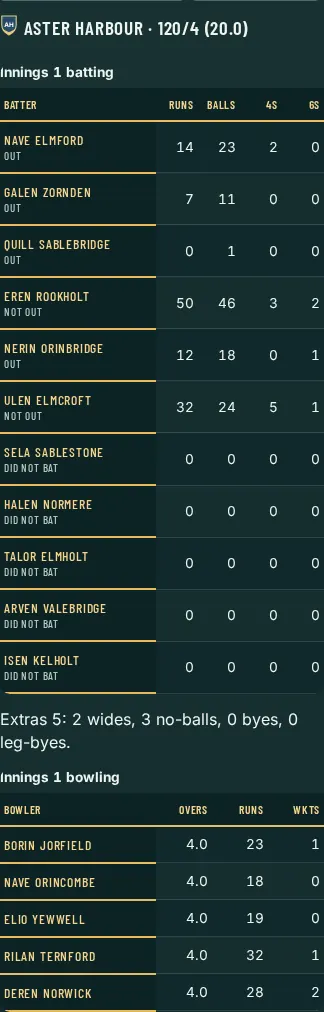 AH ASTER HARBOUR · 120/4 (20.0)
Innings 1 batting
BATTER RUNS BALLS 4S 6S
NAVE ELMFORD 14 23 2 0
OUT
GALEN ZORNDEN 7 11 0 0
OUT
QUILL SABLEBRIDGE 0 1 0 0
OUT
EREN ROOKHOLT 50 46 3 2
NOT OUT
NERIN ORINBRIDGE 12 18 0 1
OUT
ULEN ELMCROFT 32 24 5 1
NOT OUT
SELA SABLESTONE 0 0 0 0
DID NOT BAT
HALEN NORMERE 0 0 0 0
DID NOT BAT
TALOR ELMHOLT 0 0 0 0
DID NOT BAT
ARVEN VALEBRIDGE 0 0 0 0
DID NOT BAT
ISEN KELHOLT 0 0 0 0
DID NOT BAT
Extras 5: 2 wides, 3 no-balls, 0 byes, 0
leg-byes.
Innings 1 bowling
BOWLER OVERS RUNS WKTS
BORIN JORFIELD 4.0 23 1
NAVE ORINCOMBE 4.0 18 0
ELIO YEWWELL 4.0 19 0
RILAN TERNFORD 4.0 32 1
DEREN NORWICK 4.0 28 2